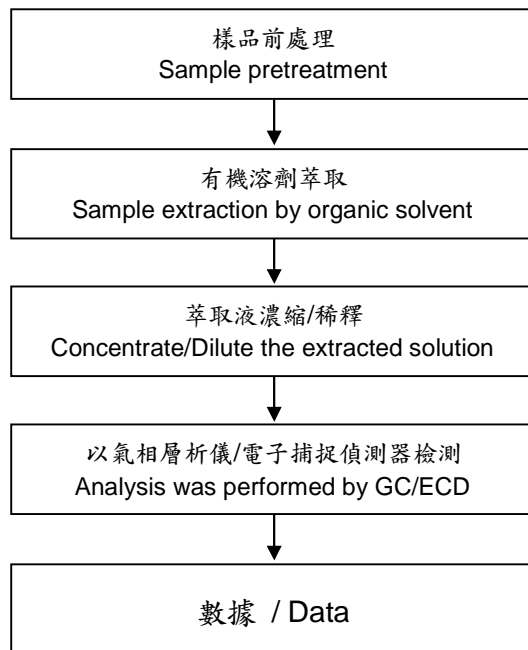 樣品前處理
Sample pretreatment
有機溶劑萃取
Sample extraction by organic solvent
萃取液濃縮/稀釋
Concentrate/Dilute the extracted solution
以氣相層析儀/電子捕捉偵測器檢測
Analysis was performed by GC/ECD
數據 / Data